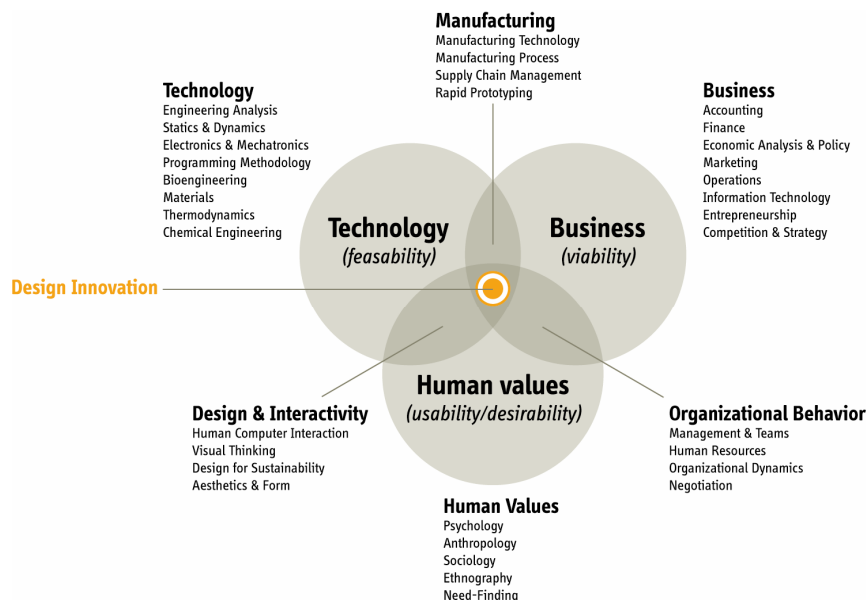 Manufacturing
Manufacturing Technology
Manufacturing Process
Supply Chain Management
Rapid Prototyping
Technology
Engineering Analysis
Statics & Dynamics
Electronics & Mechatronics
Programming Methodology
Bioengineering
Materials
Thermodynamics
Chemical Engineering
Business
Accounting
Finance
Economic Analysis & Policy
Marketing
Operations
Information Technology
Entrepreneurship
Competition & Strategy
Technology
(feasability)
Business
(viability)
Design Innovation
Human values
(usability/desirability)
Design & Interactivity
Human Computer Interaction
Visual Thinking
Design for Sustainability
Aesthetics & Form
Organizational Behavior
Management & Teams
Human Resources
Organizational Dynamics
Negotiation
Human Values
Psychology
Anthropology
Sociology
Ethnography
Need-Finding